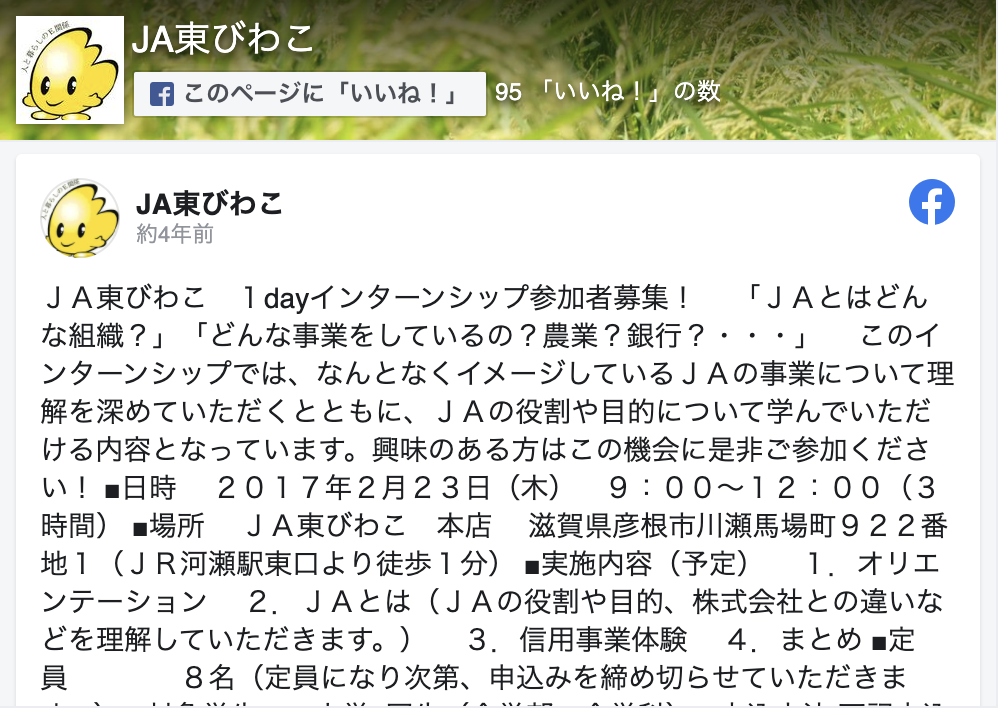 人と暮らしの和関係
JA東びわこ
このページに「いいね！」
95 「いいね！」の数
JA東びわこ
約4年前
ＪＡ東びわこ　１dayインターンシップ参加者募集！　　「ＪＡとはどん
な組織？」「どんな事業をしているの？農業？銀行？・・・」　　このイ
ンターンシップでは、なんとなくイメージしているＪＡの事業について理
解を深めていただくとともに、ＪＡの役割や目的について学んでいただ
ける内容となっています。興味のある方はこの機会に是非ご参加くださ
い！ ■日時　２０１７年２月２３日（木）　９：００～１２：００（３
時間） ■場所　ＪＡ東びわこ　本店　滋賀県彦根市川瀬馬場町９２２番
地１（ＪＲ河瀬駅東口より徒歩１分） ■実施内容（予定）　　１．オリエ
ンテーション　２．ＪＡとは（ＪＡの役割や目的、株式会社との違いな
どを理解していただきます。）　　３．信用事業体験　４．まとめ ■定
員　　　　８名（定員になり次第、申込みを締め切らせていただきま